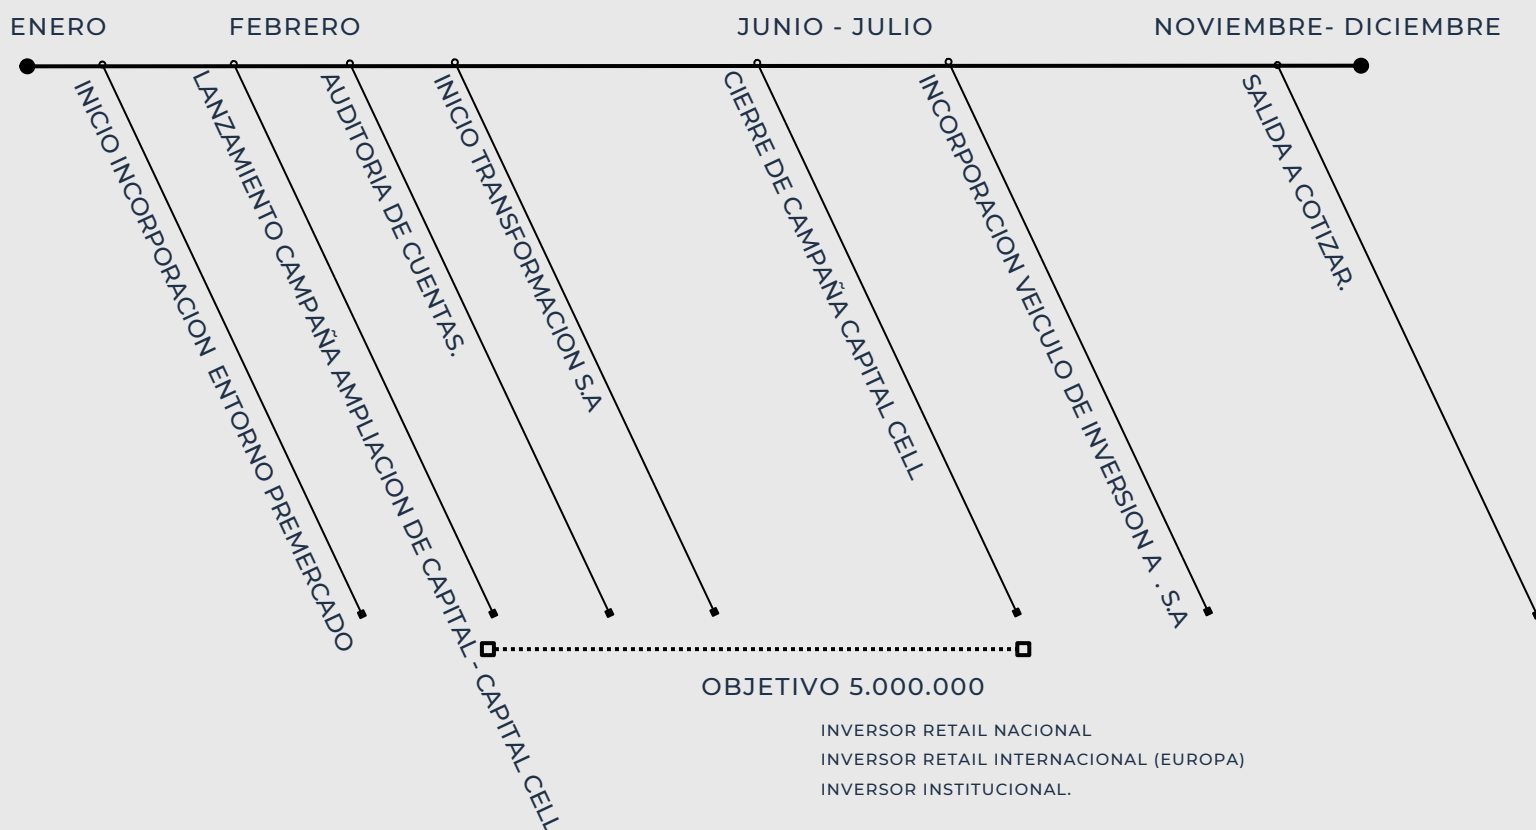 ENERO
FEBRERO
JUNIO - JULIO
NOVIEMBRE- DICIEMBRE
INICIO INCORPORACION  ENTORNO PREMERCADO
LANZAMIENTO CAMPAÑA AMPLIACION DE CAPITAL - CAPITAL CELL
AUDITORIA DE CUENTAS.
INICIO TRANSFORMACION S.A
CIERRE DE CAMPAÑA CAPITAL CELL
INCORPORACION VEICULO DE INVERSION A . S.A
SALIDA A COTIZAR.
OBJETIVO 5.000.000
INVERSOR RETAIL NACIONAL
INVERSOR RETAIL INTERNACIONAL (EUROPA)
INVERSOR INSTITUCIONAL.